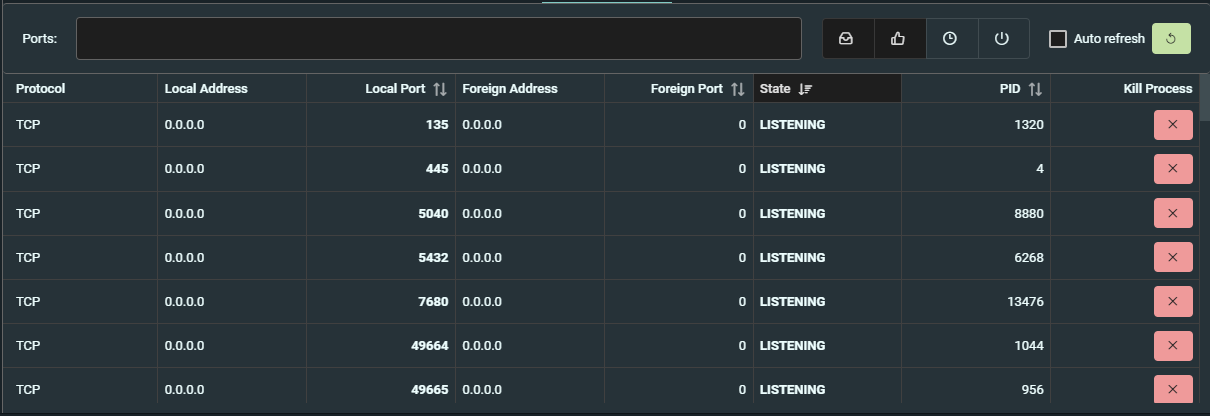 Ports: Auto refresh
Protocol Local Address Local Port Foreign Address Foreign Port State PID Kill Process
TCP 0.0.0.0 135 0.0.0.0 0 LISTENING 1320
TCP 0.0.0.0 445 0.0.0.0 0 LISTENING 4
TCP 0.0.0.0 5040 0.0.0.0 0 LISTENING 8880
TCP 0.0.0.0 5432 0.0.0.0 0 LISTENING 6268
TCP 0.0.0.0 7680 0.0.0.0 0 LISTENING 13476
TCP 0.0.0.0 49664 0.0.0.0 0 LISTENING 1044
TCP 0.0.0.0 49665 0.0.0.0 0 LISTENING 956